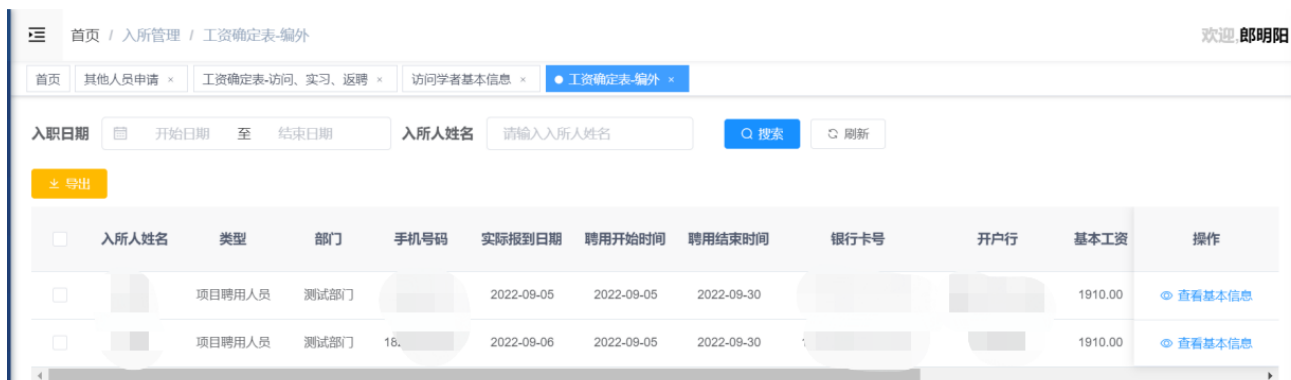 首页 / 入所管理 / 工资确定表-编外 欢迎,郎明阳
首页 其他人员申请 × 工资确定表-访问、实习、返聘 × 访问学者基本信息 × 工资确定表-编外 ×
入职日期 开始日期 至 结束日期 入所人姓名 请输入入所人姓名 搜索 刷新
导出
入所人姓名 类型 部门 手机号码 实际报到日期 聘用开始时间 聘用结束时间 银行卡号 开户行 基本工资 操作
项目聘用人员 测试部门 2022-09-05 2022-09-05 2022-09-30 1910.00 查看基本信息
项目聘用人员 测试部门 2022-09-06 2022-09-05 2022-09-30 1910.00 查看基本信息